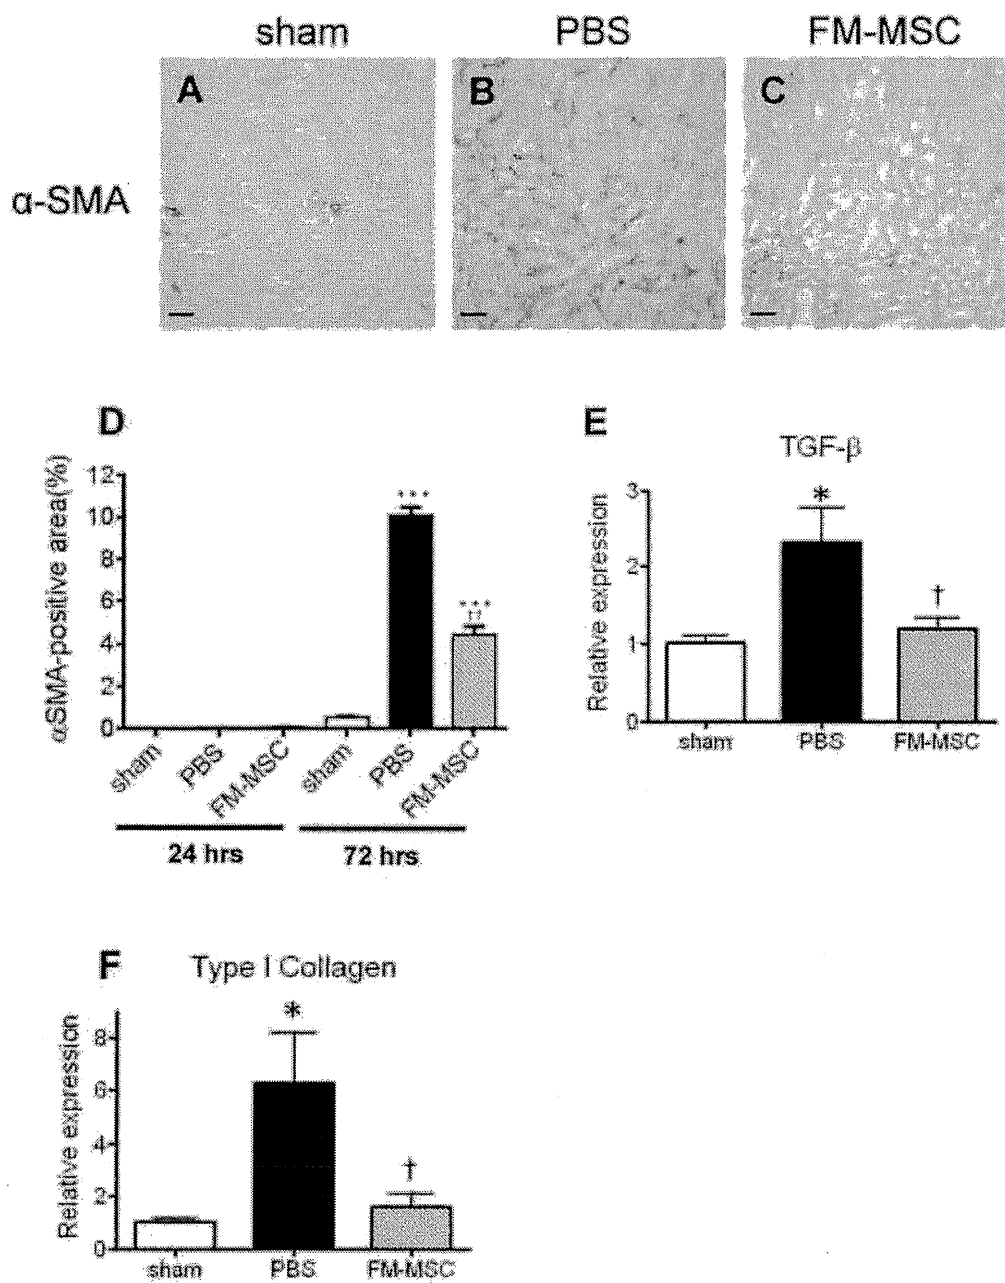 sham PBS FM-MSC
α-SMA
A B C
D
αSMA-positive area(%)
12
10
8
6
4
2
0
***
***
††
sham PBS FM-MSC sham PBS FM-MSC
24 hrs 72 hrs
E
TGF-β
Relative expression
3
2
1
0
*
†
sham PBS FM-MSC
F Type I Collagen
Relative expression
8
6
4
2
0
*
†
sham PBS FM-MSC